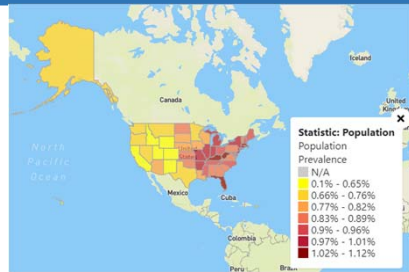 Iceland
Canada
United
North
Pacific
Ocean
Mexico
Cuba
Colombia
Peru
Statistic: Population
Population
Prevalence
N/A
0.1% - 0.65%
0.66% - 0.76%
0.77% - 0.82%
0.83% - 0.89%
0.9% - 0.96%
0.97% - 1.01%
1.02% - 1.12%